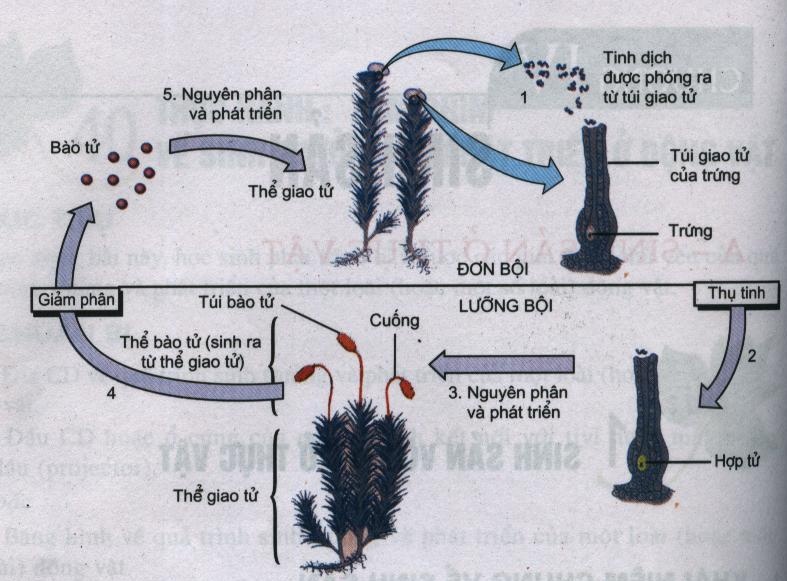 Tinh dịch
được phóng ra
từ túi giao tử
1
5. Nguyên phân
và phát triển
Bào tử
Thể giao tử
Túi giao tử
của trứng
Trứng
ĐƠN BỘI
Giảm phân
Thụ tinh
LƯỠNG BỘI
Túi bào tử
Cuống
Thể bào tử (sinh ra
từ thể giao tử)
2
4
3. Nguyên phân
và phát triển
Hợp tử
Thể giao tử